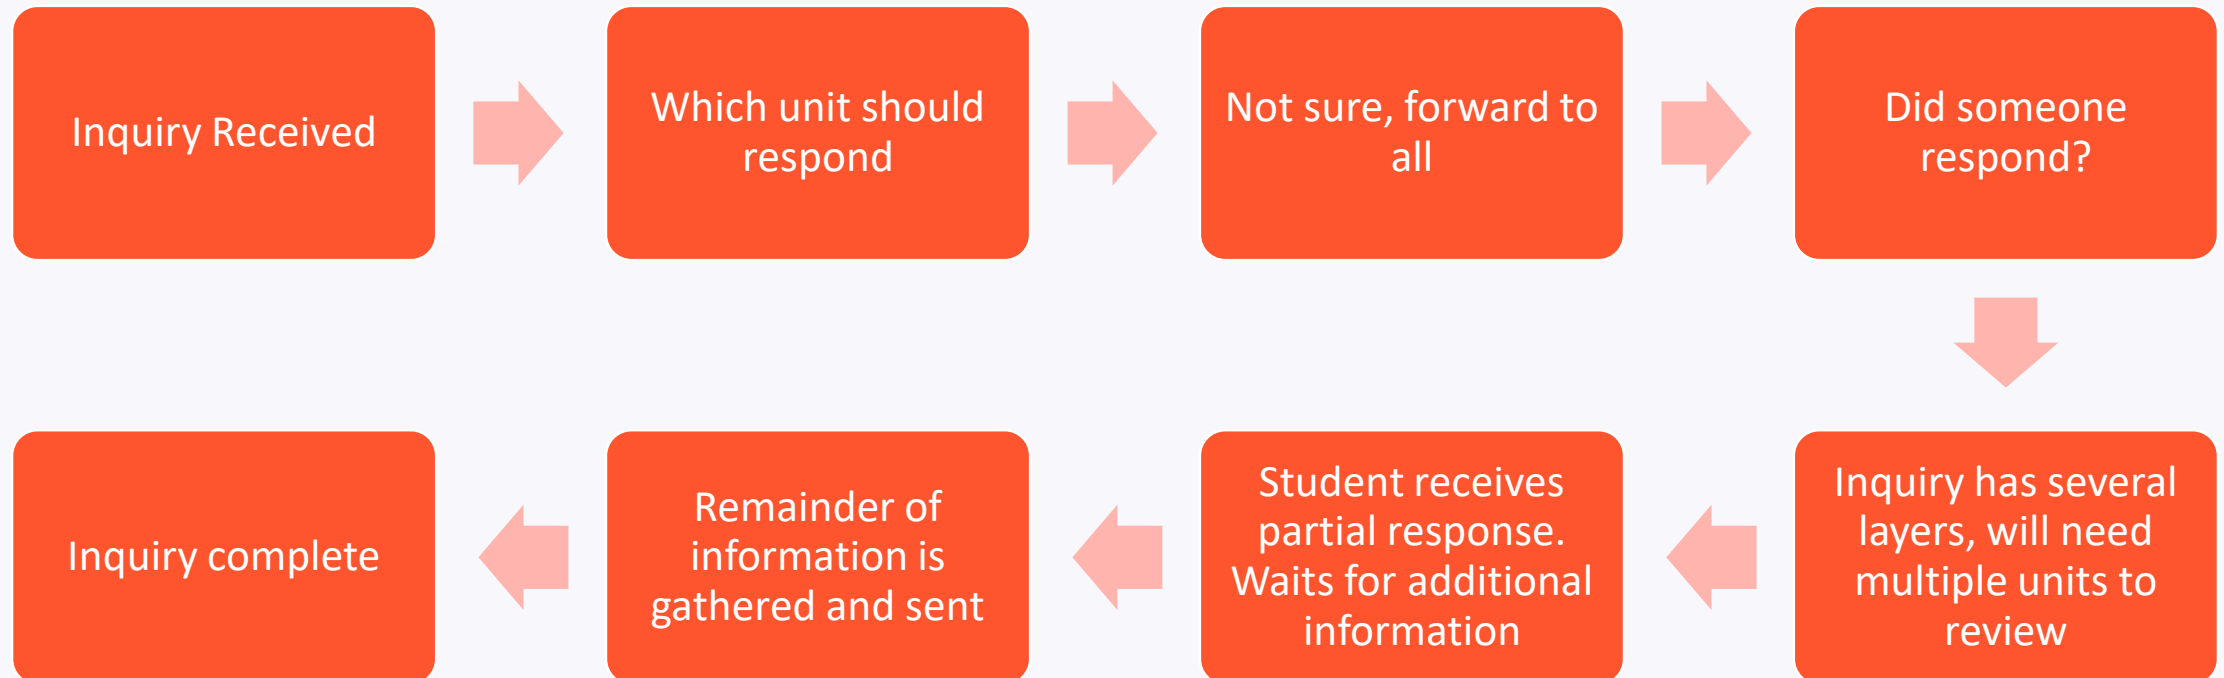 Inquiry Received
Which unit should
respond
Not sure, forward to
all
Did someone
respond?
Inquiry has several
layers, will need
multiple units to
review
Student receives
partial response.
Waits for additional
information
Remainder of
information is
gathered and sent
Inquiry complete